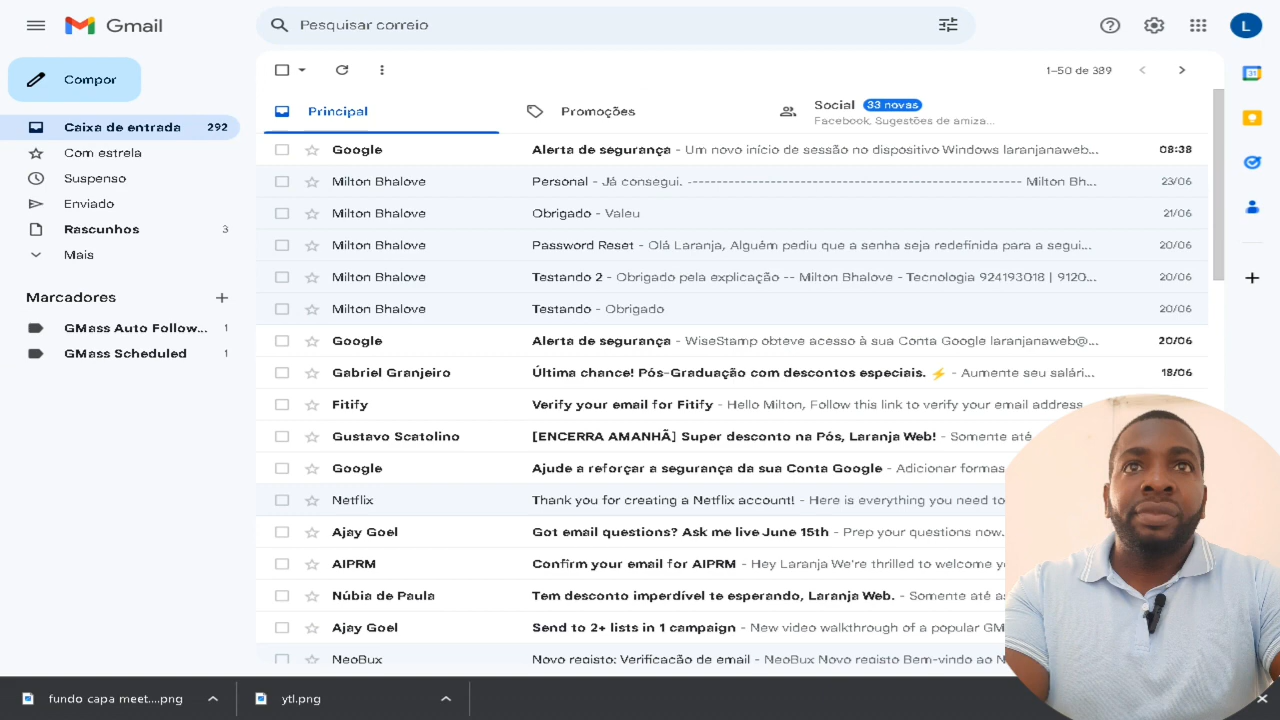 Gmail
Pesquisar correio
L
Compor
1–50 de 389
31
Principal
Promoções
Social 33 novas
Facebook, Sugestões de amiza...
Caixa de entrada 292
Com estrela
Suspenso
Enviado
Rascunhos 3
Mais
Marcadores
GMass Auto Follow... 1
GMass Scheduled 1
Google Alerta de segurança - Um novo início de sessão no dispositivo Windows laranjanaweb... 08:38
Milton Bhalove Personal - Já consegui. ---------------------------------------------------- Milton Bh... 23/06
Milton Bhalove Obrigado - Valeu 21/06
Milton Bhalove Password Reset - Olá Laranja, Alguém pediu que a senha seja redefinida para a segui... 20/06
Milton Bhalove Testando 2 - Obrigado pela explicação -- Milton Bhalove - Tecnologia 924193018 | 9120... 20/06
Milton Bhalove Testando - Obrigado 20/06
Google Alerta de segurança - WiseStamp obteve acesso à sua Conta Google laranjanaweb@... 20/06
Gabriel Granjeiro Última chance! Pós-Graduação com descontos especiais. ⚡ - Aumente seu salári... 18/06
Fitify Verify your email for Fitify - Hello Milton, Follow this link to verify your email address.
Gustavo Scatolino [ENCERRA AMANHÃ] Super desconto na Pós, Laranja Web! - Somente até
Google Ajude a reforçar a segurança da sua Conta Google - Adicionar formas
Netflix Thank you for creating a Netflix account! - Here is everything you need to
Ajay Goel Got email questions? Ask me live June 15th - Prep your questions now.
AIPRM Confirm your email for AIPRM - Hey Laranja We're thrilled to welcome
Núbia de Paula Tem desconto imperdível te esperando, Laranja Web. - Somente até
Ajay Goel Send to 2+ lists in 1 campaign - New video walkthrough of a popular
NeoBux Novo registo: Verificação de email - NeoBux Novo registo Bem-vindo ao
fundo capa meet....png
ytl.png